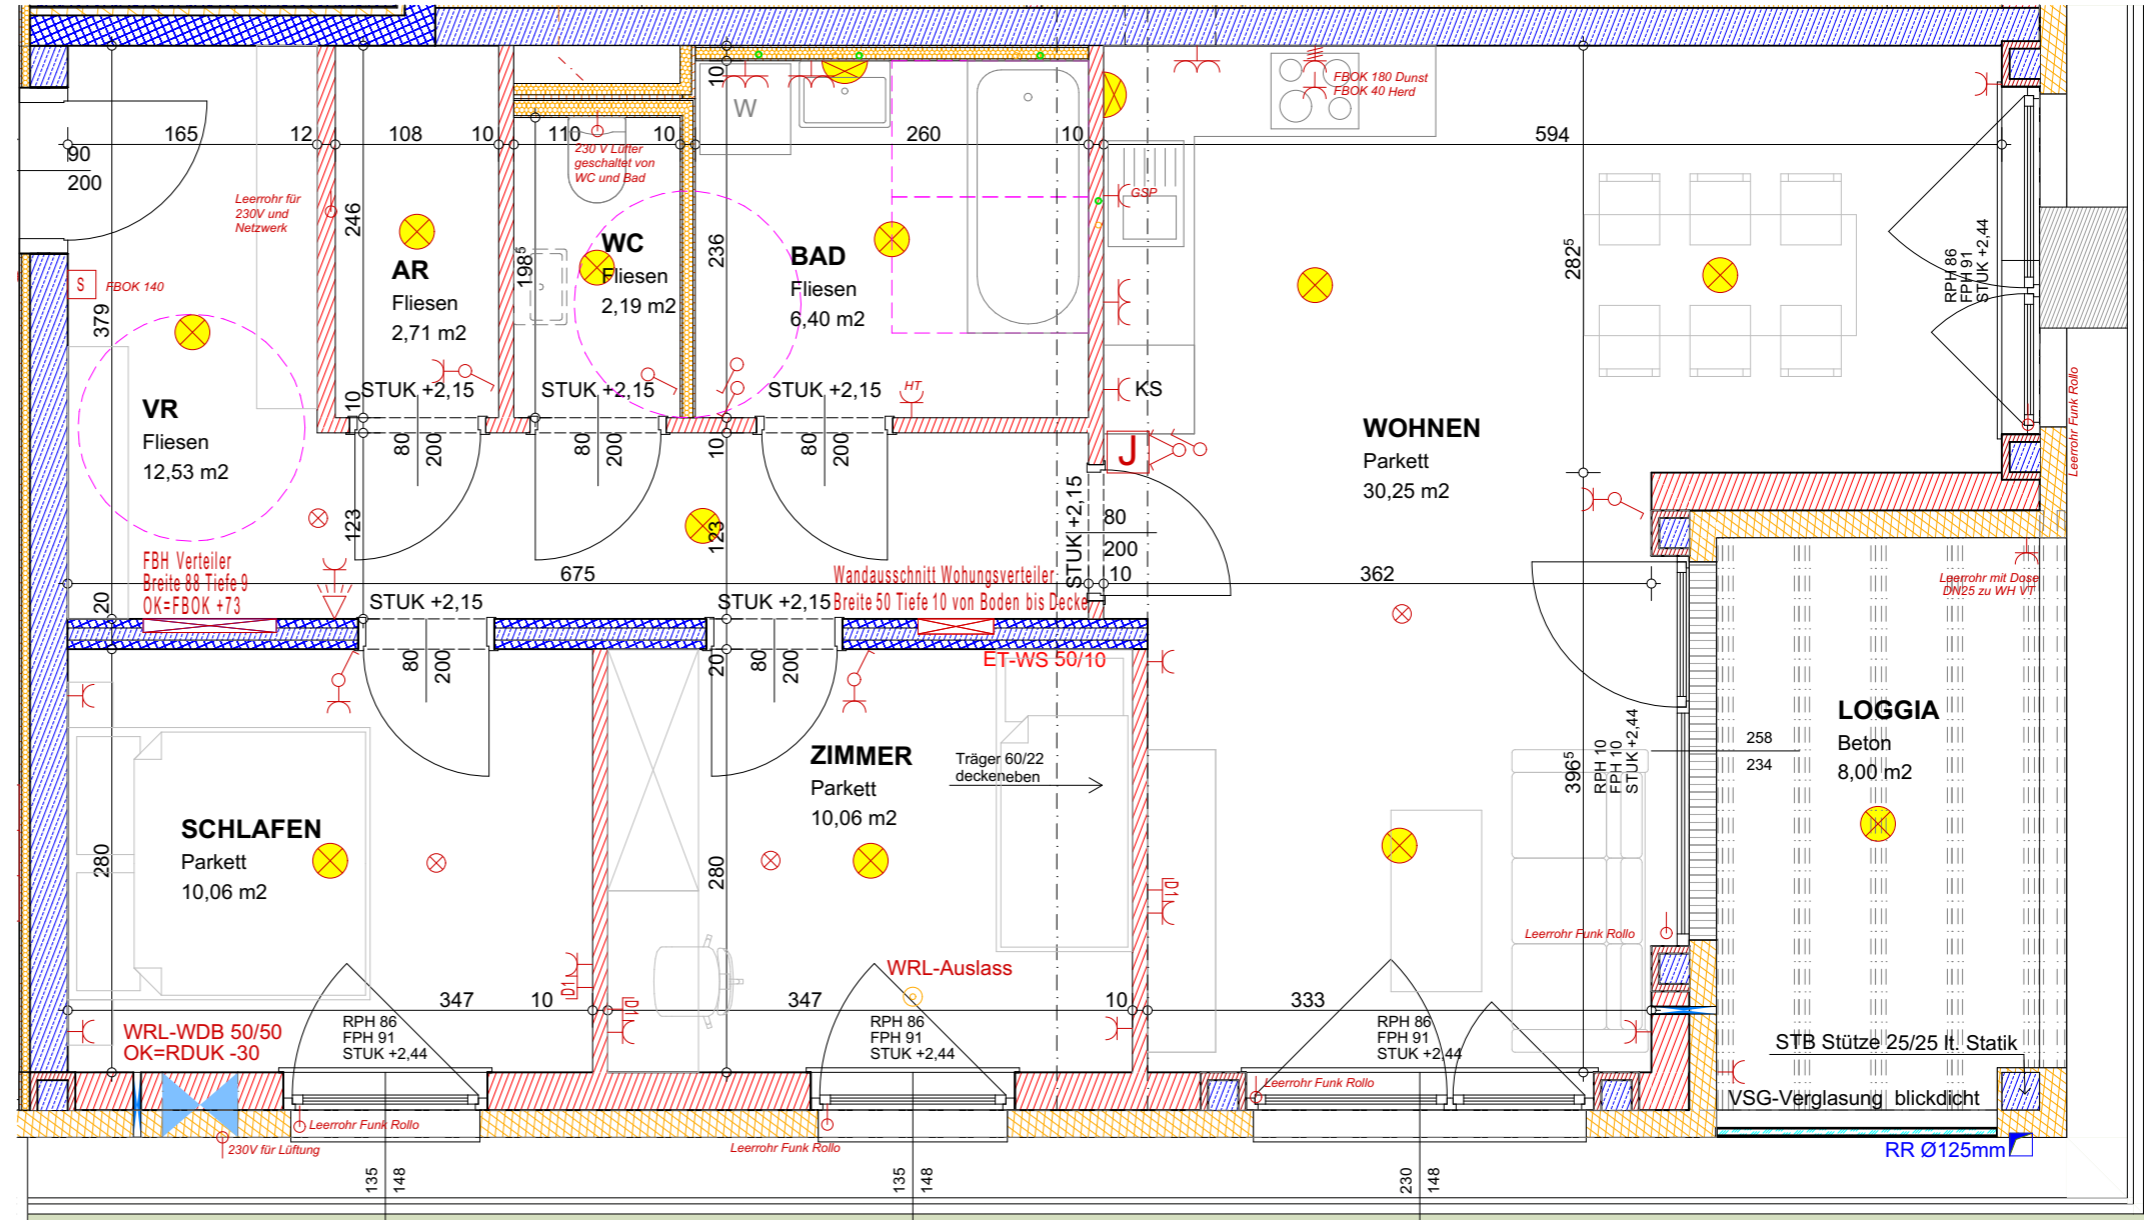 FBOK 180 Dunst
FBOK 40 Herd
10
W
165
12
108
10
110
10
260
10
594
90
200
230 V Lüfter
geschaltet von
WC und Bad
GSP
Leerrohr für
230V und
Netzwerk
246
198⁵
236
282⁵
WC
Fliesen
2,19 m2
BAD
Fliesen
6,40 m2
AR
Fliesen
2,71 m2
RPH 86
FPH 91
STUK +2,44
S
FBOK 140
379
STUK +2,15
STUK +2,15
STUK +2,15
HT
KS
10
VR
Fliesen
12,53 m2
WOHNEN
Parkett
30,25 m2
Leerrohr Funk Rollo
80
200
80
200
10
80
200
J
STUK +2,15
80
200
123
123
FBH Verteiler
Breite 88 Tiefe 9
OK=FBOK +73
675
Wandausschnitt Wohungsverteiler
Breite 50 Tiefe 10 von Boden bis Decke
10
362
Leerrohr mit Dose
DN25 zu WH VT
20
STUK +2,15
STUK +2,15
80
200
20
80
200
ET-WS 50/10
LOGGIA
Beton
8,00 m2
258
234
RPH 10
FPH 10
STUK +2,44
396⁵
ZIMMER
Parkett
10,06 m2
Träger 60/22
deckeneben
SCHLAFEN
Parkett
10,06 m2
280
280
D1
Leerrohr Funk Rollo
WRL-Auslass
D1
D1
347
10
347
10
333
WRL-WDB 50/50
OK=RDUK -30
RPH 86
FPH 91
STUK +2,44
RPH 86
FPH 91
STUK +2,44
RPH 86
FPH 91
STUK +2,44
STB Stütze 25/25 lt. Statik
Leerrohr Funk Rollo
VSG-Verglasung blickdicht
Leerrohr Funk Rollo
230V für Lüftung
Leerrohr Funk Rollo
RR Ø125mm
135
148
135
148
230
148